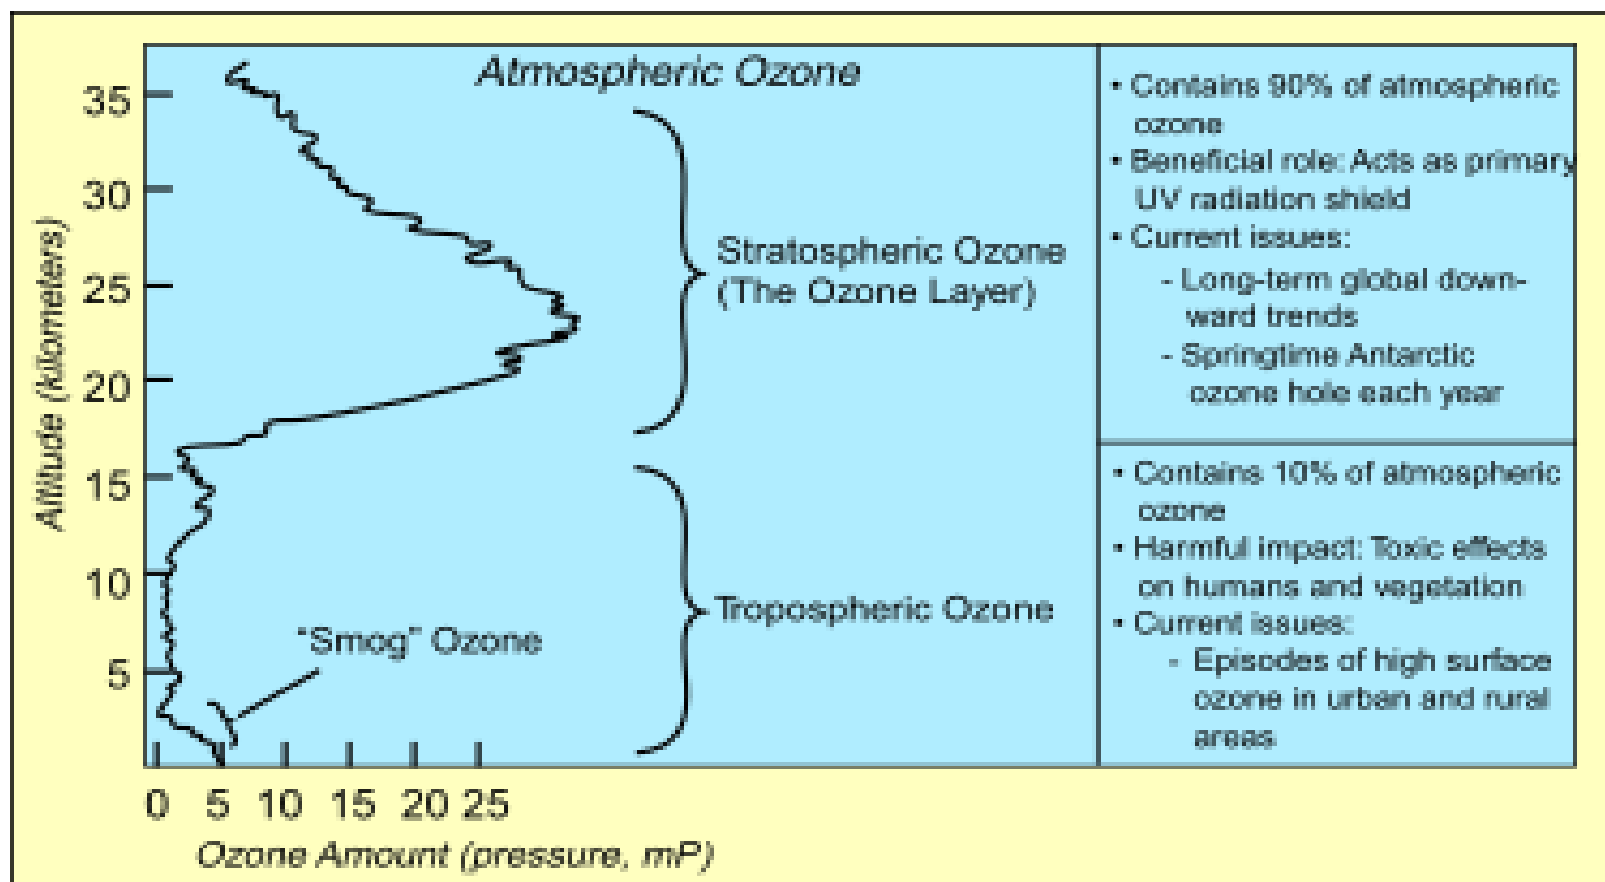 Atmospheric Ozone
35
30
25
20
15
10
5
Altitude (kilometers)
Stratospheric Ozone
(The Ozone Layer)
Tropospheric Ozone
"Smog" Ozone
0 5 10 15 20 25
Ozone Amount (pressure, mP)
• Contains 90% of atmospheric
ozone
• Beneficial role: Acts as primary
UV radiation shield
• Current issues:
- Long-term global down-
ward trends
- Springtime Antarctic
ozone hole each year
• Contains 10% of atmospheric
ozone
• Harmful impact: Toxic effects
on humans and vegetation
• Current issues:
- Episodes of high surface
ozone in urban and rural
areas